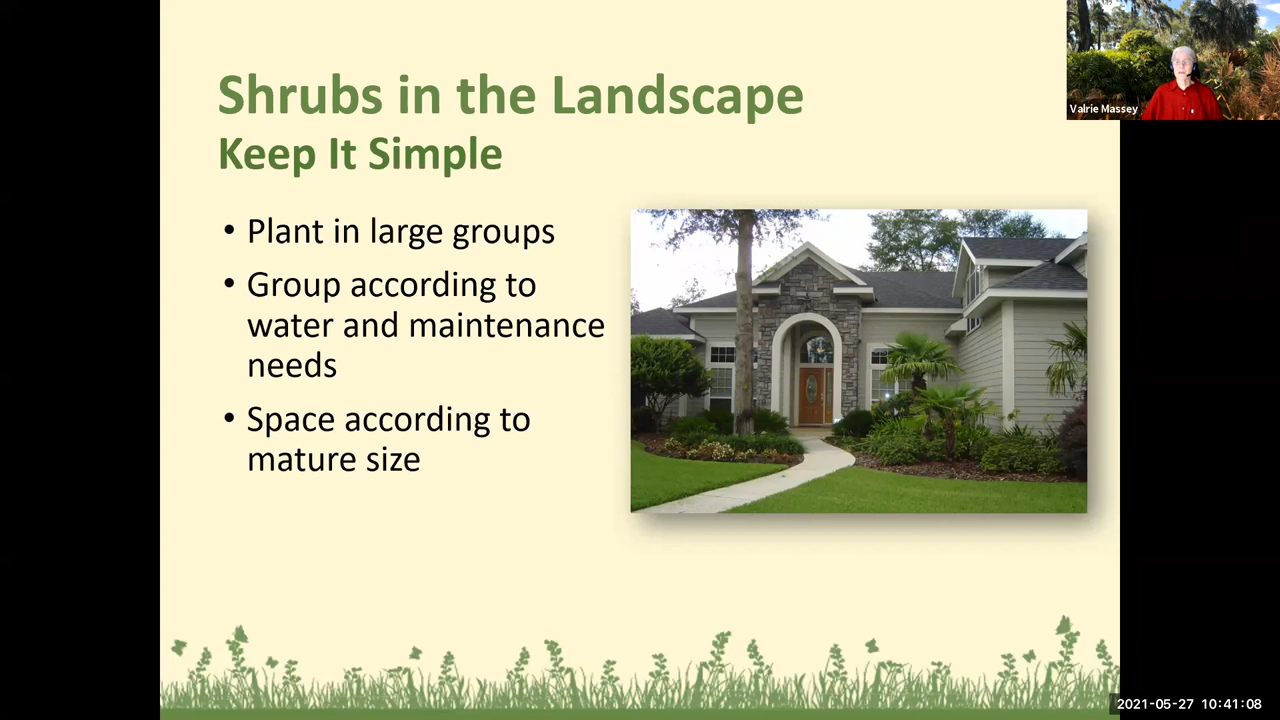 Shrubs in the Landscape
Keep It Simple
• Plant in large groups
• Group according to
water and maintenance
needs
• Space according to
mature size
Valrie Massey
2021-05-27 10:41:08